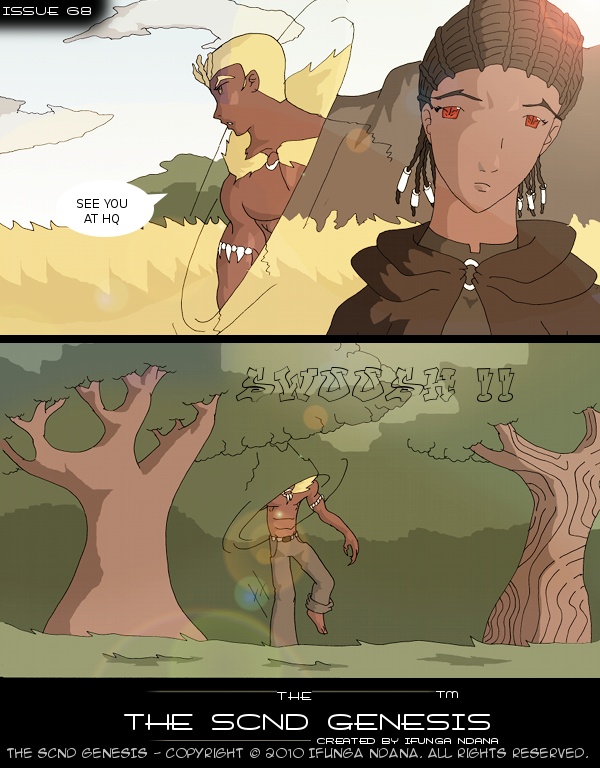 ISSUE 68
SEE YOU
AT HQ
SWOOSH !!
THE TM
THE SCND GENESIS
CREATED BY IFUNGA NDANA
THE SCND GENESIS - COPYRIGHT © 2010 IFUNGA NDANA. ALL RIGHTS RESERVED.